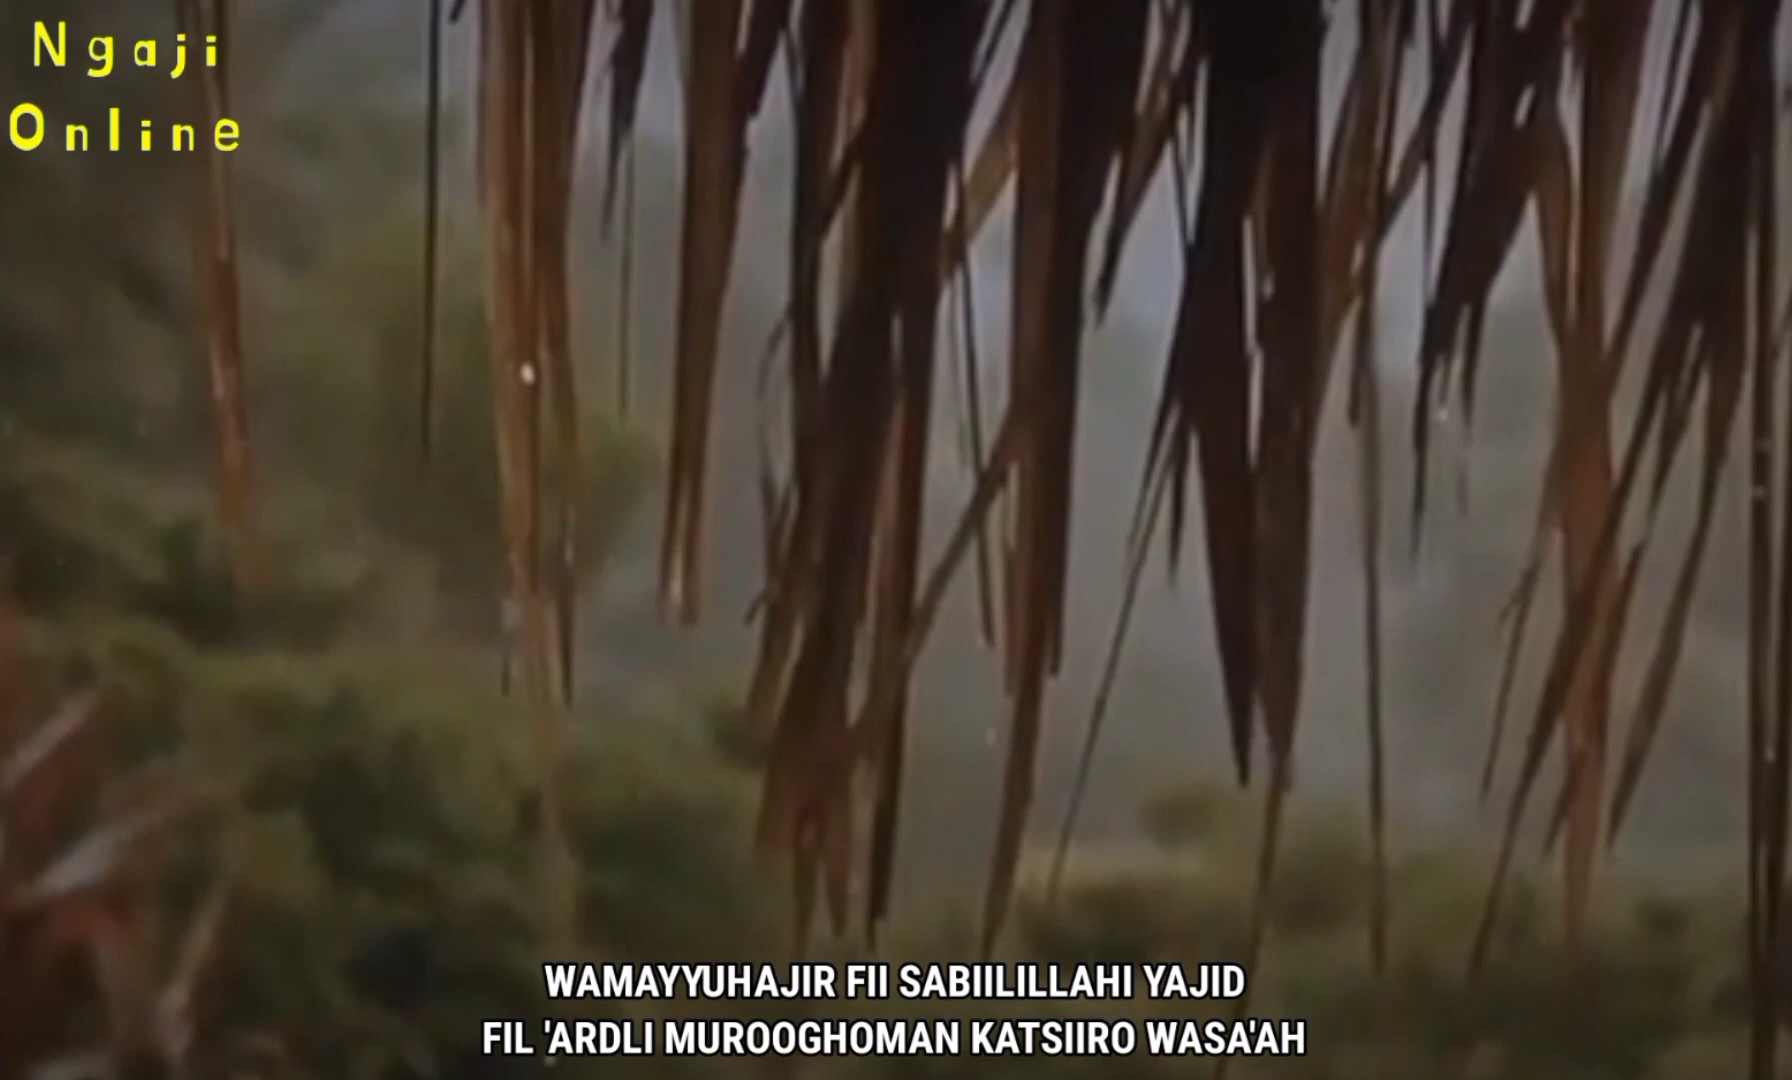 Ngaji
Online
WAMAYYUHAJIR FII SABIILILLAHI YAJID
FIL 'ARDLI MUROOGHOMAN KATSIIRO WASA'AH